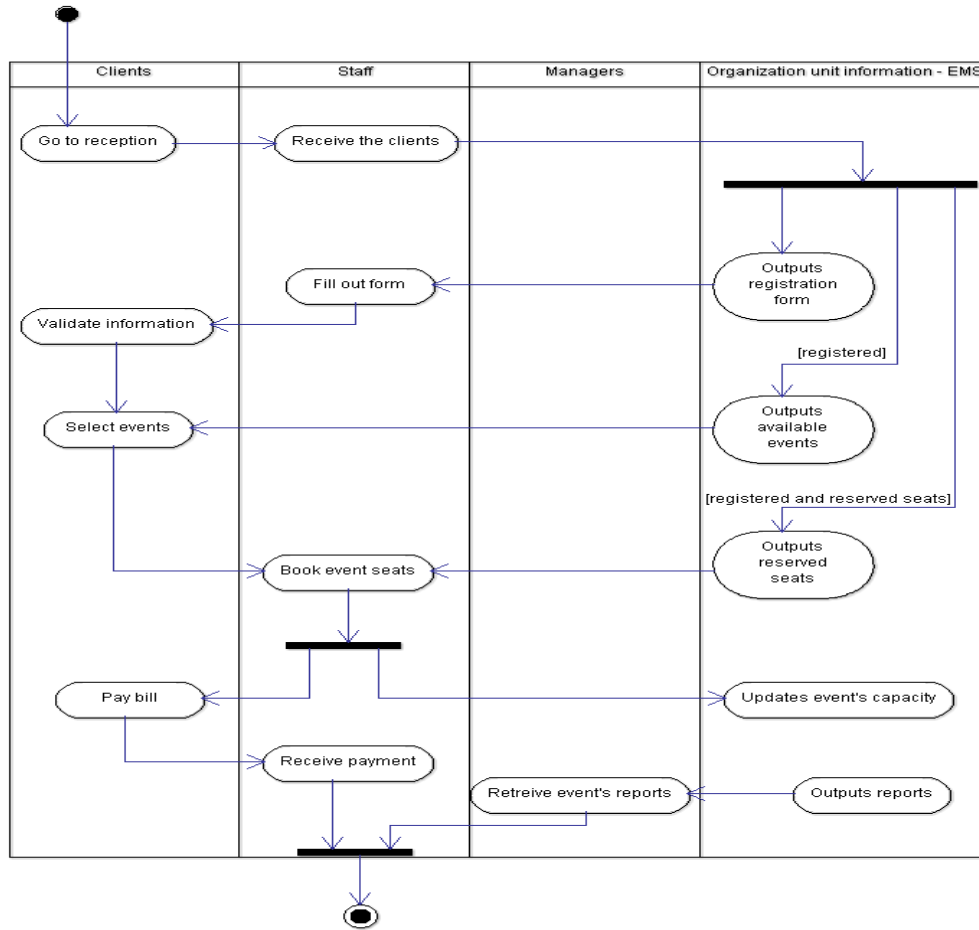 Clients
Staff
Managers
Organization unit information - EMS
Go to reception
Receive the clients
Outputs
registration
form
Fill out form
Validate information
[registered]
Outputs
available
events
Select events
[registered and reserved seats]
Outputs
reserved
seats
Book event seats
Pay bill
Updates event's capacity
Receive payment
Retreive event's reports
Outputs reports